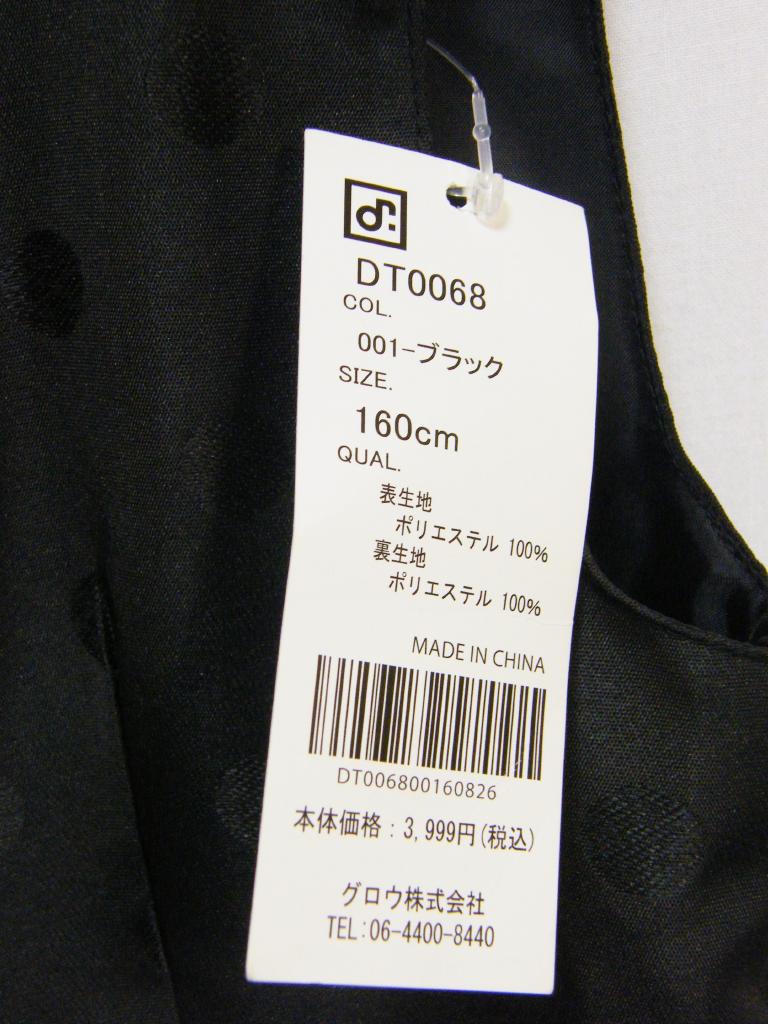 DT0068
COL.
001-ブラック
SIZE.
160cm
QUAL.
表生地
ポリエステル 100%
裏生地
ポリエステル 100%
MADE IN CHINA
DT006800160826
本体価格：3,999円(税込)
グロウ株式会社
TEL:06-4400-8440